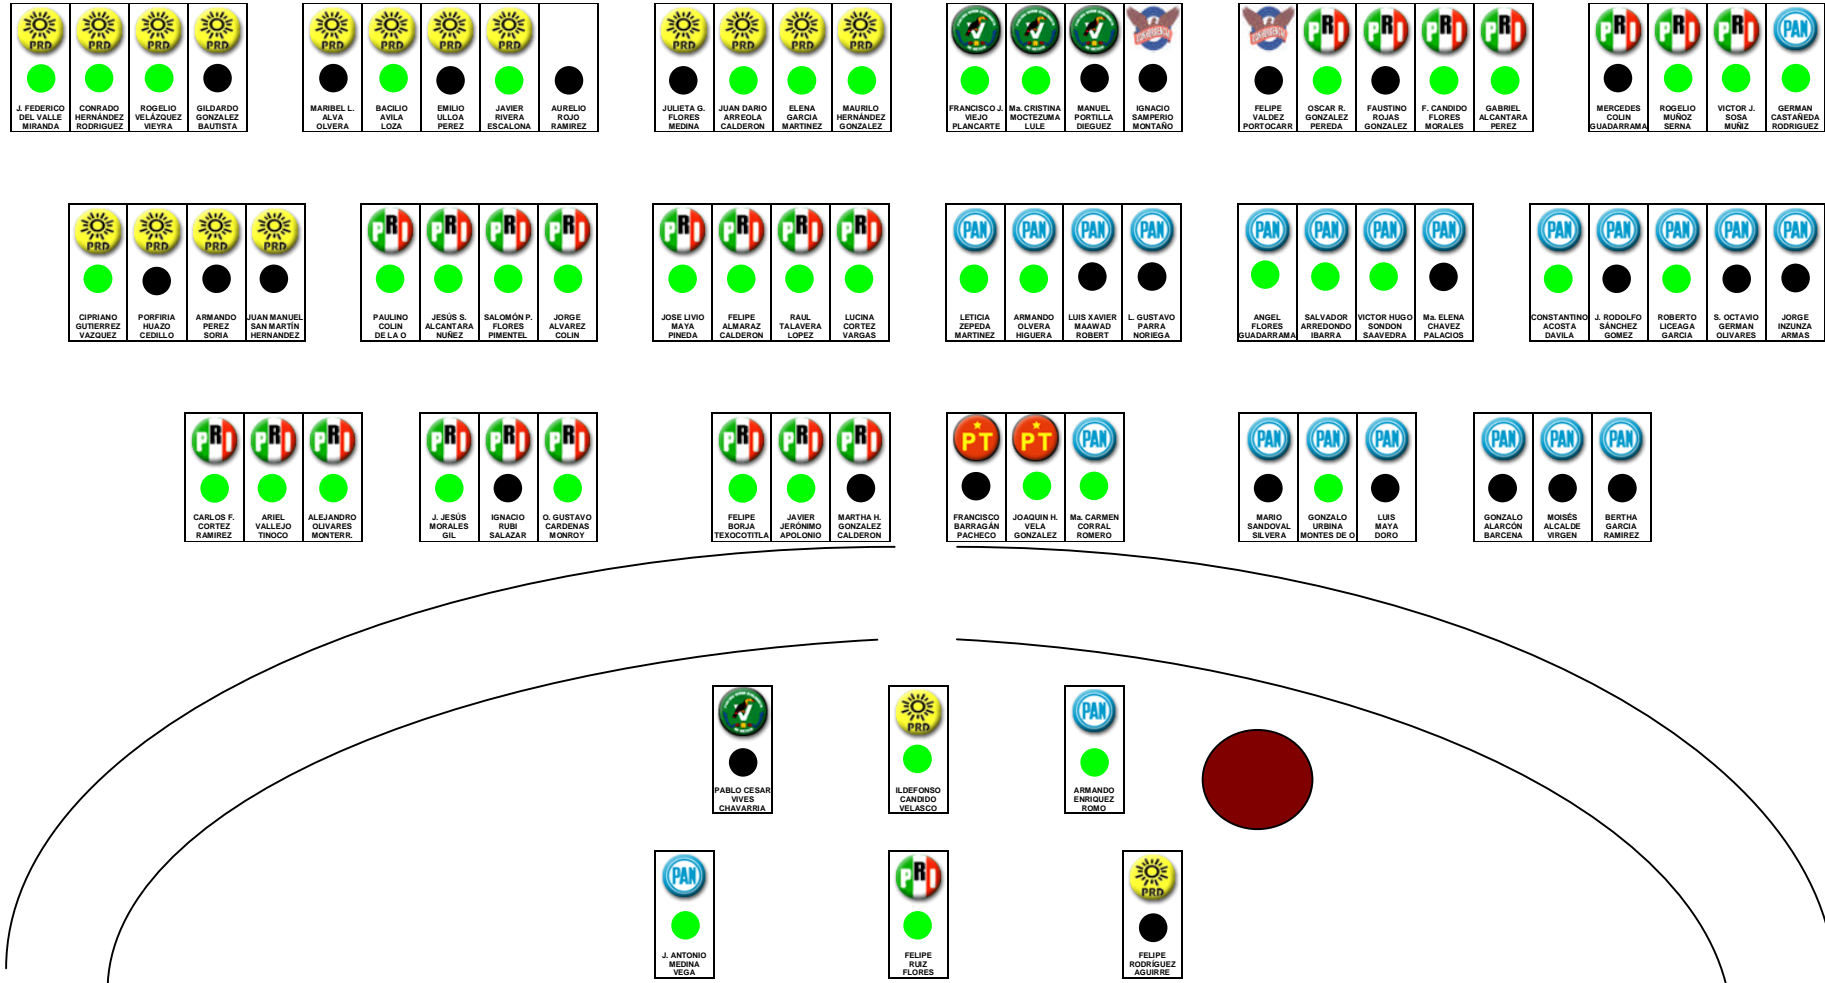 PRD PRD PRD PRD
J. FEDERICO DEL VALLE MIRANDA
CONRADO HERNÁNDEZ RODRIGUEZ
ROGELIO VELÁZQUEZ VIEYRA
GILDARDO GONZALEZ BAUTISTA
PRD PRD PRD PRD
MARIBEL L. ALVA OLVERA
BACILIO AVILA LOZA
EMILIO ULLOA PEREZ
JAVIER RIVERA ESCALONA
AURELIO ROJO RAMIREZ
PRD PRD PRD PRD
JULIETA G. FLORES MEDINA
JUAN DARIO ARREOLA CALDERON
ELENA GARCIA MARTINEZ
MAURILO HERNÁNDEZ GONZALEZ
FRANCISCO J. VIEJO PLANCARTE
Ma. CRISTINA MOCTEZUMA LULE
MANUEL PORTILLA DIEGUEZ
CONVERGENCIA
IGNACIO SAMPERIO MONTAÑO
CONVERGENCIA PRI PRI PRI PRI
FELIPE VALDEZ PORTOCARR
OSCAR R. GONZALEZ PEREDA
FAUSTINO ROJAS GONZALEZ
F. CANDIDO FLORES MORALES
GABRIEL ALCANTARA PEREZ
PRI PRI PRI PAN
MERCEDES COLIN GUADARRAMA
ROGELIO MUÑOZ SERNA
VICTOR J. SOSA MUÑIZ
GERMAN CASTAÑEDA RODRIGUEZ
PRD PRD PRD PRD
CIPRIANO GUTIERREZ VAZQUEZ
PORFIRIA HUAZO CEDILLO
ARMANDO PEREZ SORIA
JUAN MANUEL SAN MARTÍN HERNANDEZ
PRI PRI PRI PRI
PAULINO COLIN DE LA O
JESÚS S. ALCANTARA NUÑEZ
SALOMÓN P. FLORES PIMENTEL
JORGE ALVAREZ COLIN
PRI PRI PRI PRI
JOSE LIVIO MAYA PINEDA
FELIPE ALMARAZ CALDERON
RAUL TALAVERA LOPEZ
LUCINA CORTEZ VARGAS
PAN PAN PAN PAN
LETICIA ZEPEDA MARTINEZ
ARMANDO OLVERA HIGUERA
LUIS XAVIER MAAWAD ROBERT
L. GUSTAVO PARRA NORIEGA
PAN PAN PAN PAN
ANGEL FLORES GUADARRAMA
SALVADOR ARREDONDO IBARRA
VICTOR HUGO SONDON SAAVEDRA
Ma. ELENA CHAVEZ PALACIOS
PAN PAN PAN PAN PAN
CONSTANTINO ACOSTA DAVILA
J. RODOLFO SÁNCHEZ GOMEZ
ROBERTO LICEAGA GARCIA
S. OCTAVIO GERMAN OLIVARES
JORGE INZUNZA ARMAS
PRI PRI PRI
CARLOS F. CORTEZ RAMIREZ
ARIEL VALLEJO TINOCO
ALEJANDRO OLIVARES MONTERR.
PRI PRI PRI
J. JESÚS MORALES GIL
IGNACIO RUBI SALAZAR
O. GUSTAVO CARDENAS MONROY
PRI PRI PRI
FELIPE BORJA TEXOCOTITLA
JAVIER JERÓNIMO APOLONIO
MARTHA H. GONZALEZ CALDERON
PT PT PAN
FRANCISCO BARRAGÁN PACHECO
JOAQUIN H. VELA GONZALEZ
Ma. CARMEN CORRAL ROMERO
PAN PAN PAN
MARIO SANDOVAL SILVERA
GONZALO URBINA MONTES DE O
LUIS MAYA DORO
PAN PAN PAN
GONZALO ALARCÓN BARCENA
MOISÉS ALCALDE VIRGEN
BERTHA GARCIA RAMIREZ
PABLO CESAR VIVES CHAVARRIA
PRD
ILDEFONSO CANDIDO VELASCO
PAN
ARMANDO ENRIQUEZ ROMO
PAN
J. ANTONIO MEDINA VEGA
PRI
FELIPE RUIZ FLORES
PRD
FELIPE RODRÍGUEZ AGUIRRE